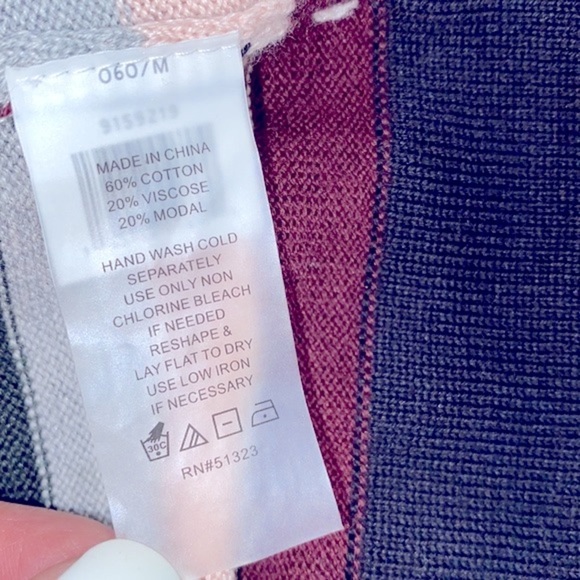 060/M
9159219
MADE IN CHINA
60% COTTON
20% VISCOSE
20% MODAL
HAND WASH COLD
SEPARATELY
USE ONLY NON
CHLORINE BLEACH
IF NEEDED
RESHAPE &
LAY FLAT TO DRY
USE LOW IRON
IF NECESSARY
30C
RN#51323